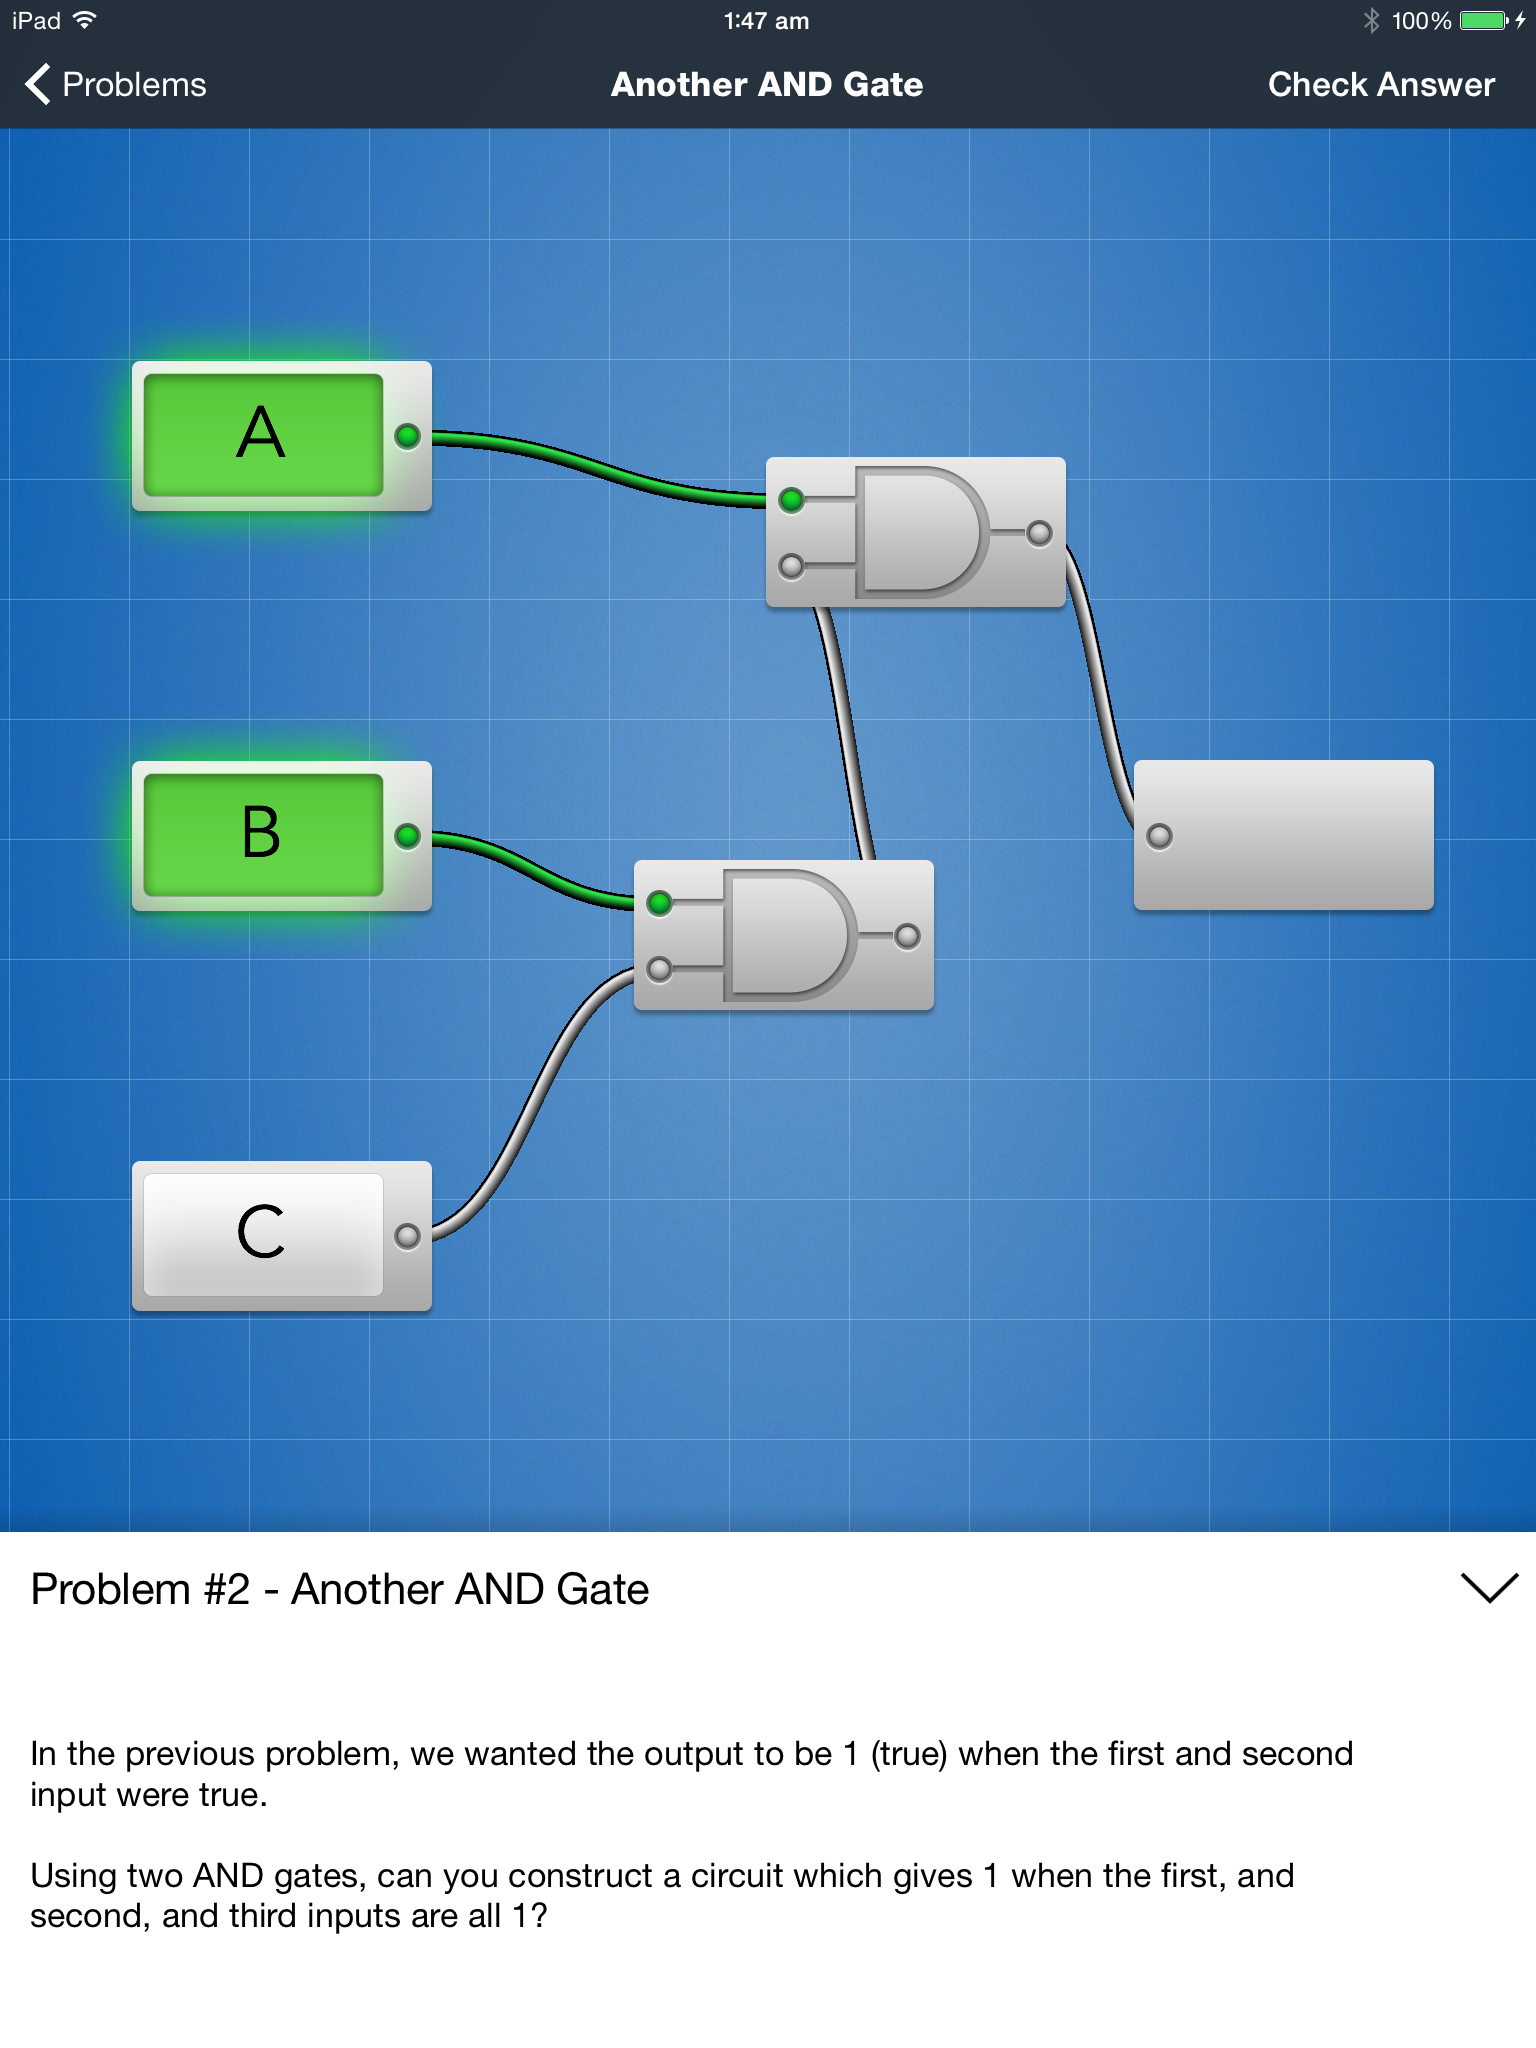 iPad 1:47 am 100%
Problems Another AND Gate Check Answer
A
B
C
Problem #2 - Another AND Gate
In the previous problem, we wanted the output to be 1 (true) when the first and second
input were true.
Using two AND gates, can you construct a circuit which gives 1 when the first, and
second, and third inputs are all 1?